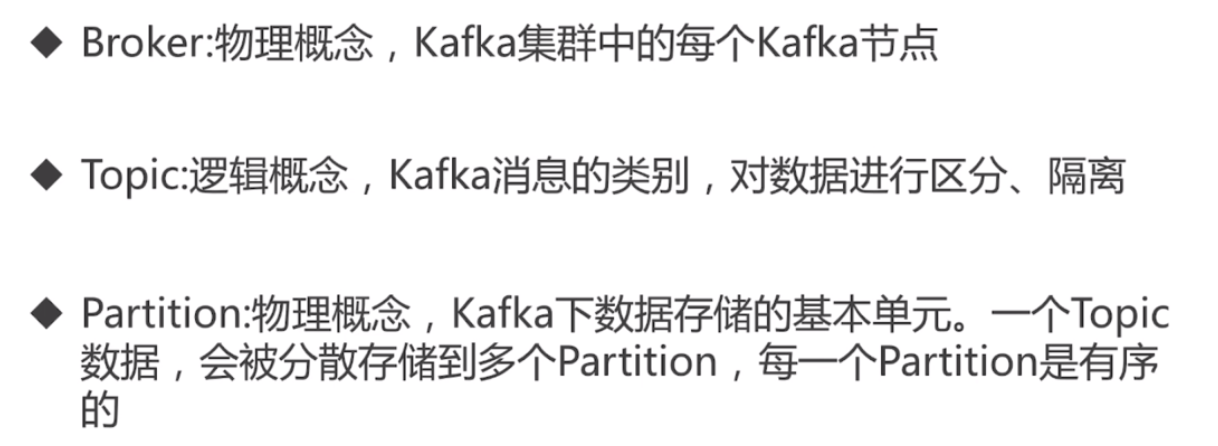 ◆ Broker:物理概念，Kafka集群中的每个Kafka节点
◆ Topic:逻辑概念，Kafka消息的类别，对数据进行区分、隔离
◆ Partition:物理概念，Kafka下数据存储的基本单元。一个Topic
数据，会被分散存储到多个Partition，每一个Partition是有序
的